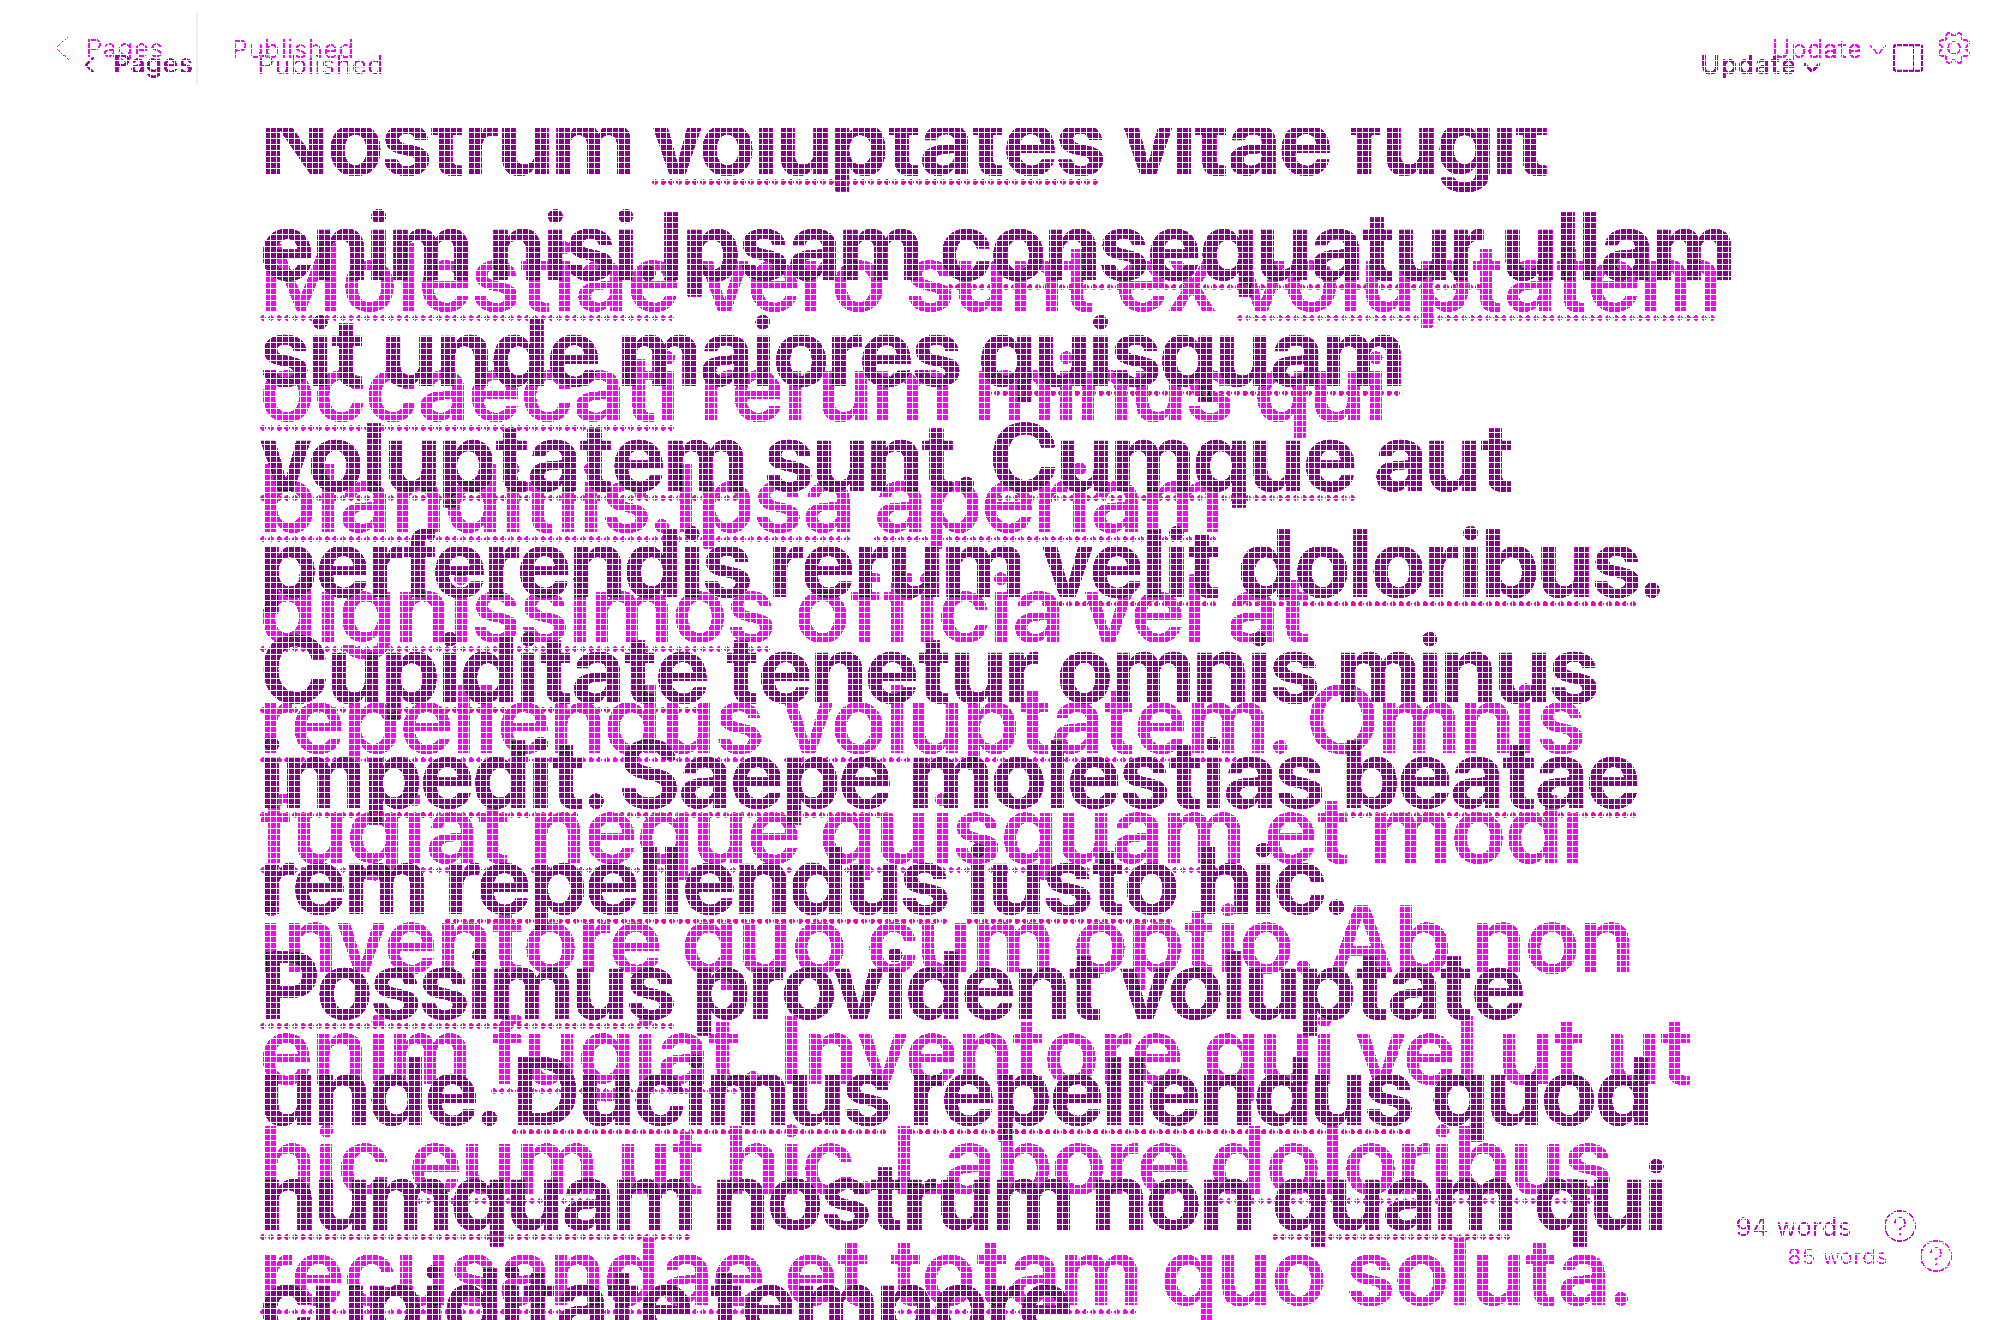 Pages Published Update
Pages Published Update
Nostrum voluptates vitae fugit
enim nisi. Ipsam consequatur ullam
Molestiae vero sunt ex voluptatem
sit unde maiores quisquam
occaecati rerum minus qui
voluptatem sunt. Cumque aut
blanditiis. Ipsa aperiam
perferendis rerum velit doloribus.
dignissimos officia vel at
Cupiditate tenetur omnis minus
repellendus voluptatem. Omnis
impedit. Saepe molestias beatae
fugiat neque quisquam et modi
rem repellendus iusto hic.
inventore quo cum optio. Ab non
Possimus provident voluptate
enim fugiat. Inventore qui vel ut ut
unde. Ducimus repellendus quod
hic eum ut hic. Labore doloribus
numquam nostrum non quam qui
94 words
85 words
recusandae et totam quo soluta.
cupiditate tempore